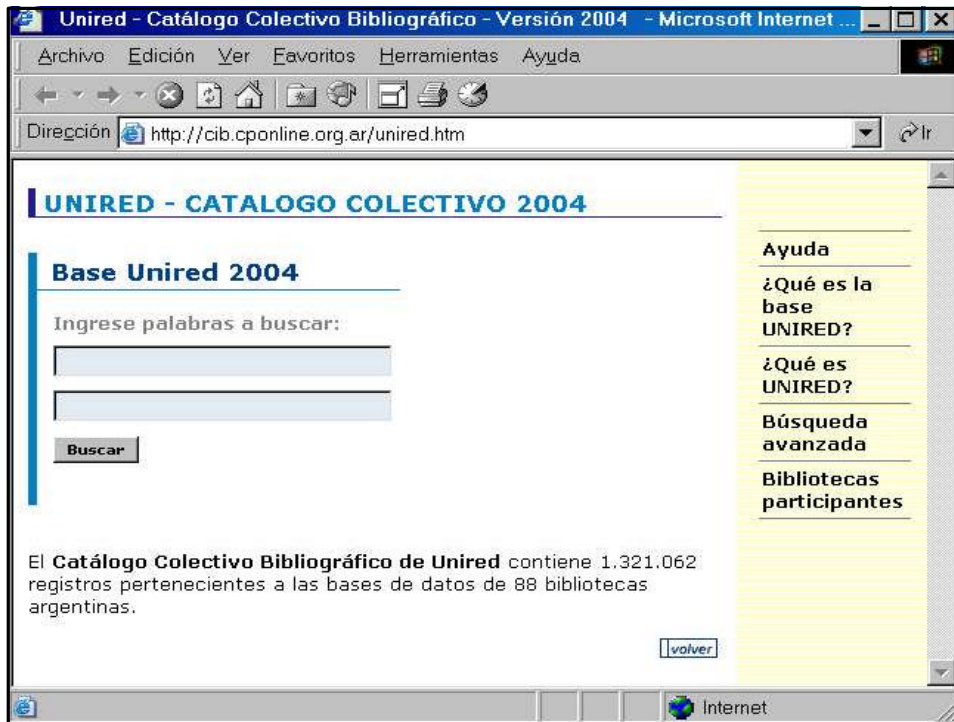 Unired - Catálogo Colectivo Bibliográfico - Versión 2004 - Microsoft Internet ...
Archivo Edición Ver Favoritos Herramientas Ayuda
Dirección http://cib.cponline.org.ar/unired.htm Ir
UNIRED - CATALOGO COLECTIVO 2004
Base Unired 2004
Ingrese palabras a buscar:
Buscar
El Catálogo Colectivo Bibliográfico de Unired contiene 1.321.062
registros pertenecientes a las bases de datos de 88 bibliotecas
argentinas.
volver
Ayuda
¿Qué es la
base
UNIRED?
¿Qué es
UNIRED?
Búsqueda
avanzada
Bibliotecas
participantes
Internet